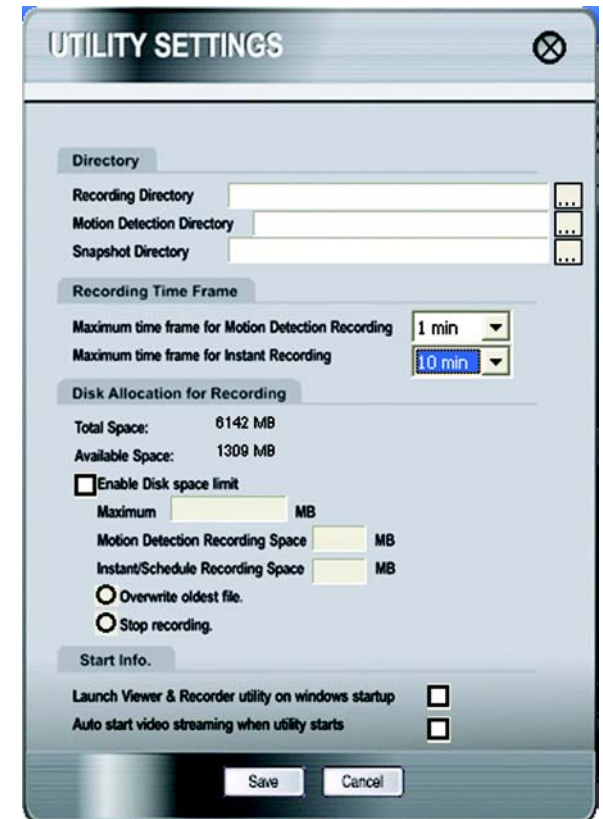 UTILITY SETTINGS
Directory
Recording Directory ...
Motion Detection Directory ...
Snapshot Directory ...
Recording Time Frame
Maximum time frame for Motion Detection Recording 1 min
Maximum time frame for Instant Recording 10 min
Disk Allocation for Recording
Total Space: 6142 MB
Available Space: 1309 MB
Enable Disk space limit
Maximum MB
Motion Detection Recording Space MB
Instant/Schedule Recording Space MB
Overwrite oldest file.
Stop recording.
Start Info.
Launch Viewer & Recorder utility on windows startup
Auto start video streaming when utility starts
Save Cancel